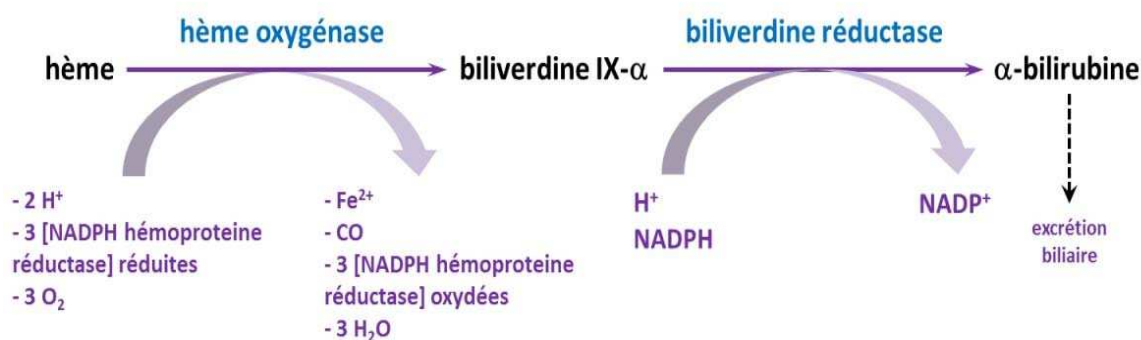 hème oxygénase
biliverdine réductase
hème
biliverdine IX-α
α-bilirubine
- 2 H⁺
- 3 [NADPH hémoproteine
réductase] réduites
- 3 O₂
- Fe²⁺
- CO
- 3 [NADPH hémoproteine
réductase] oxydées
- 3 H₂O
H⁺
NADPH
NADP⁺
excrétion
biliaire